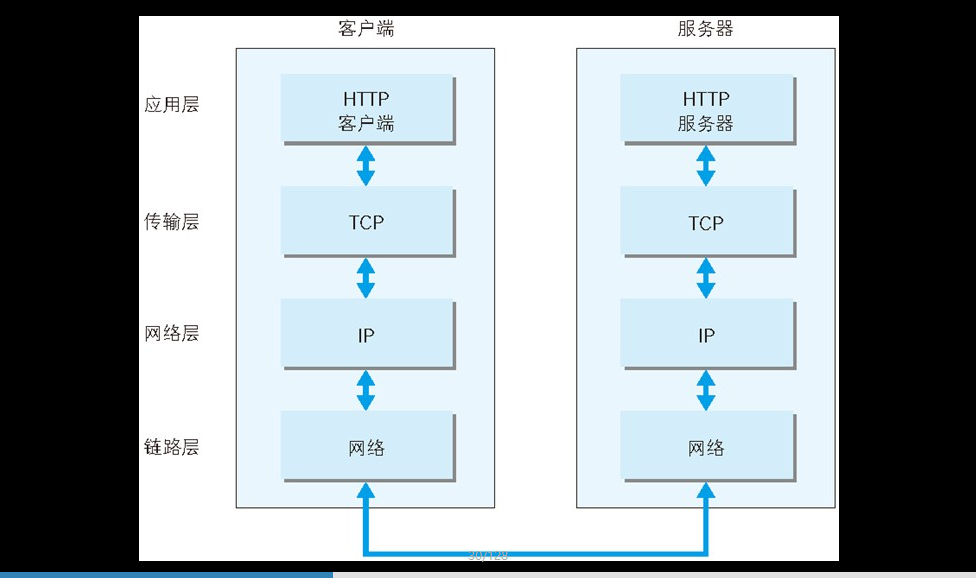 客户端
服务器
应用层
HTTP
客户端
HTTP
服务器
传输层
TCP
TCP
网络层
IP
IP
链路层
网络
网络
30/128